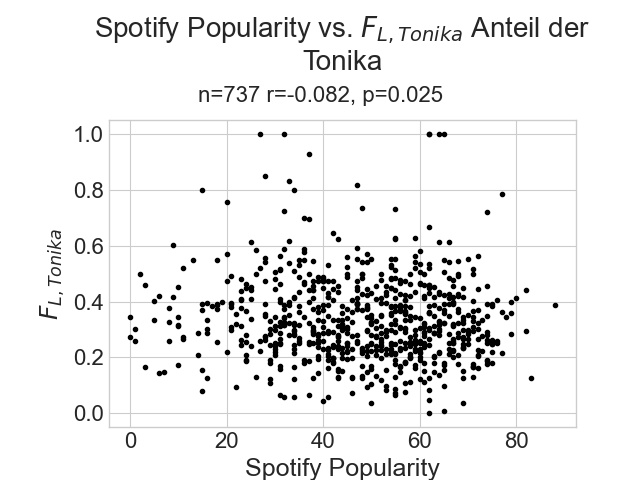 Spotify Popularity vs. F_{L, Tonika} Anteil der
Tonika
n=737 r=-0.082, p=0.025
1.0
0.8
0.6
0.4
0.2
0.0
F_{L, Tonika}
0 20 40 60 80
Spotify Popularity